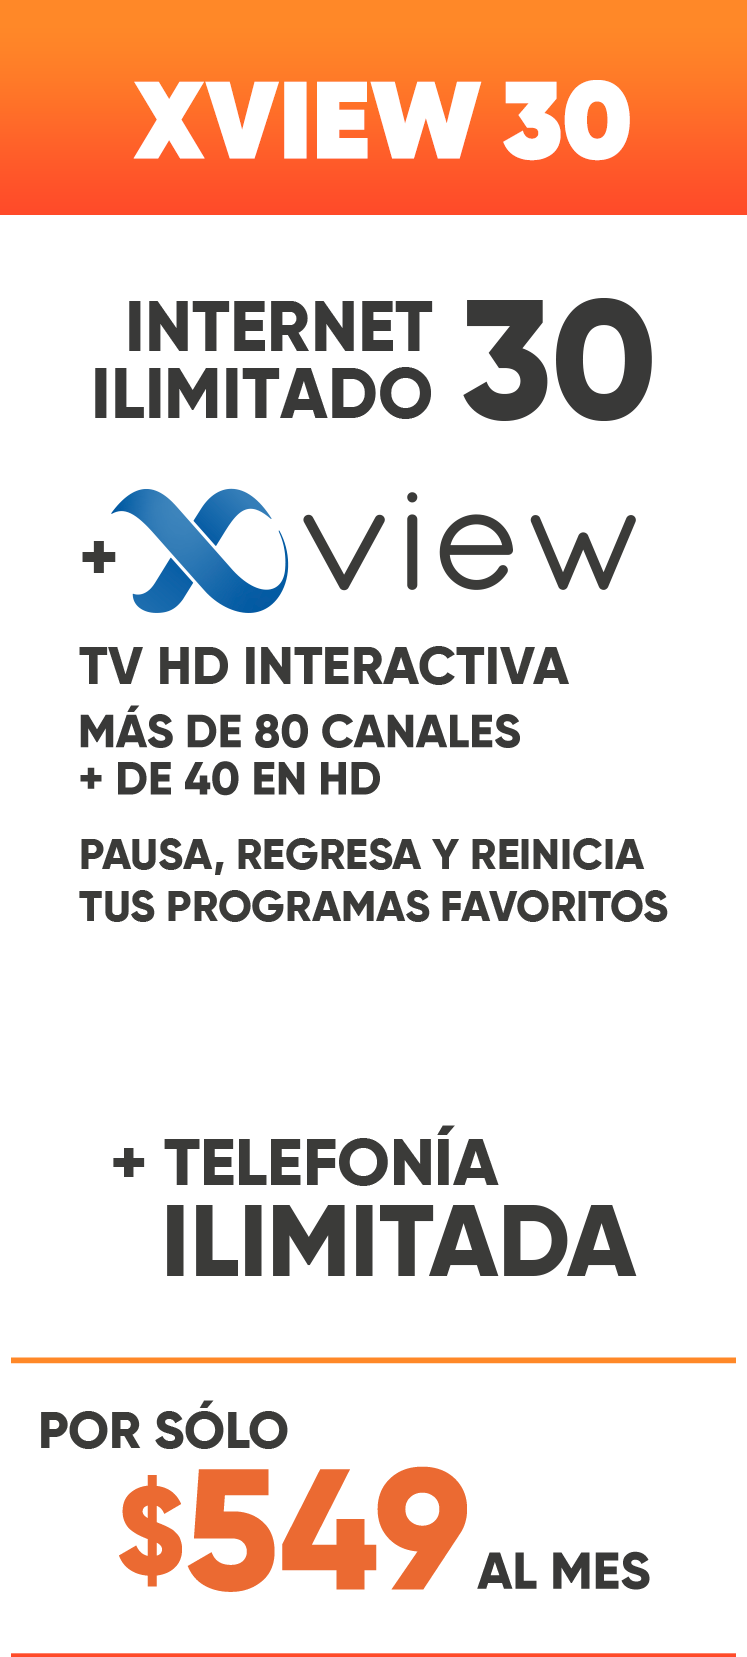 XVIEW 30
INTERNET
ILIMITADO 30
+ Xview
TV HD INTERACTIVA
MÁS DE 80 CANALES
+ DE 40 EN HD
PAUSA, REGRESA Y REINICIA
TUS PROGRAMAS FAVORITOS
+ TELEFONÍA
ILIMITADA
POR SÓLO
$549 AL MES